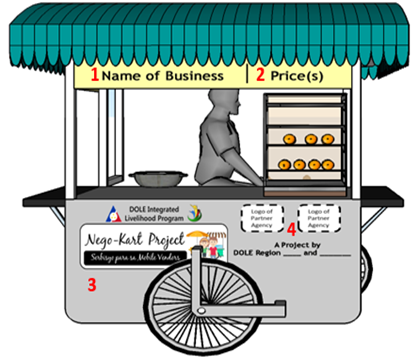 1 Name of Business | 2 Price(s)
DOLE Integrated
Livelihood Program
Logo of
Partner
Agency
Logo of
Partner
Agency
4
Nego-Kart Project
Serbisyo para sa Mobile Vendors
A Project by
DOLE Region ____ and ________
3